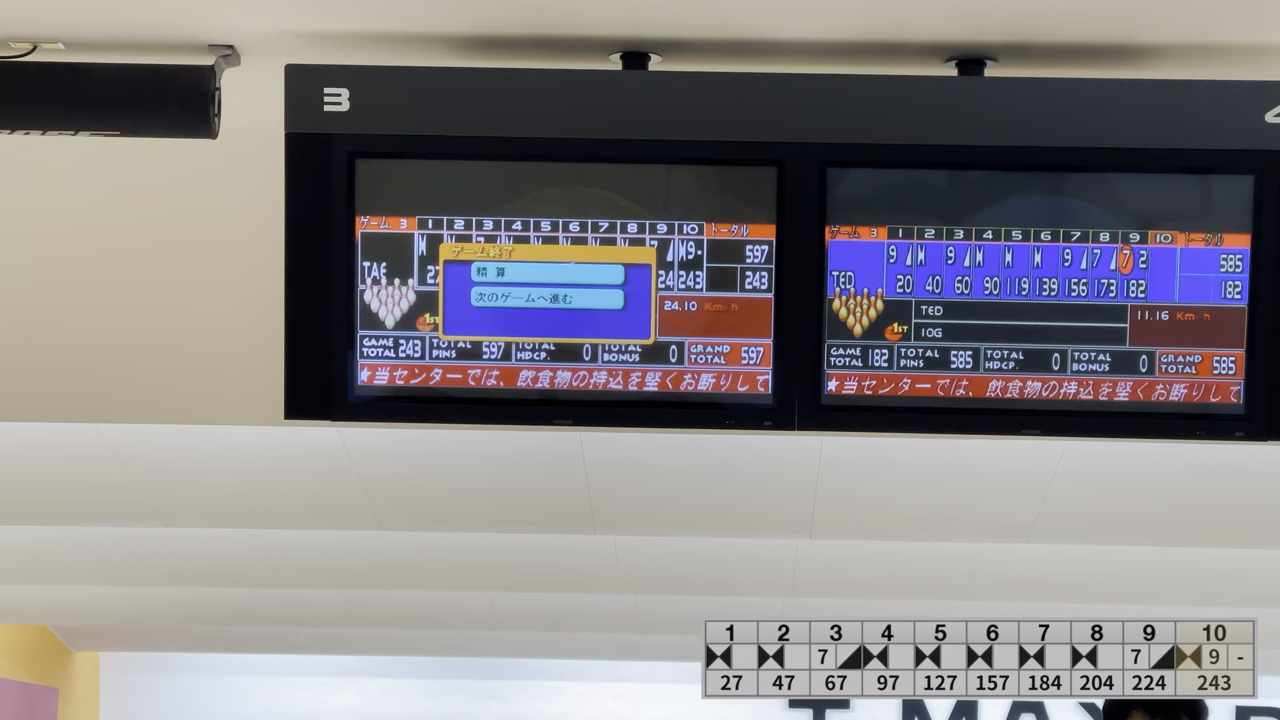 3
ゲーム 3 1 2 3 4 5 6 7 8 9 10 トータル
7 9- 597
TAE 27 24 243 243
ゲーム終了
精算
次のゲームへ進む
24.10 Km/h
1ST
GAME TOTAL 243 TOTAL PINS 597 TOTAL HDCP. 0 TOTAL BONUS 0 GRAND TOTAL 597
★当センターでは、飲食物の持込を堅くお断りして
ゲーム 3 1 2 3 4 5 6 7 8 9 10 トータル
9 9 9 7 7 2 585
TED 20 40 60 90 119 139 156 173 182 182
TED 11.16 Km/h
10G
1ST
GAME TOTAL 182 TOTAL PINS 585 TOTAL HDCP. 0 TOTAL BONUS 0 GRAND TOTAL 585
★当センターでは、飲食物の持込を堅くお断りして
1 2 3 4 5 6 7 8 9 10
7 7 9 -
27 47 67 97 127 157 184 204 224 243